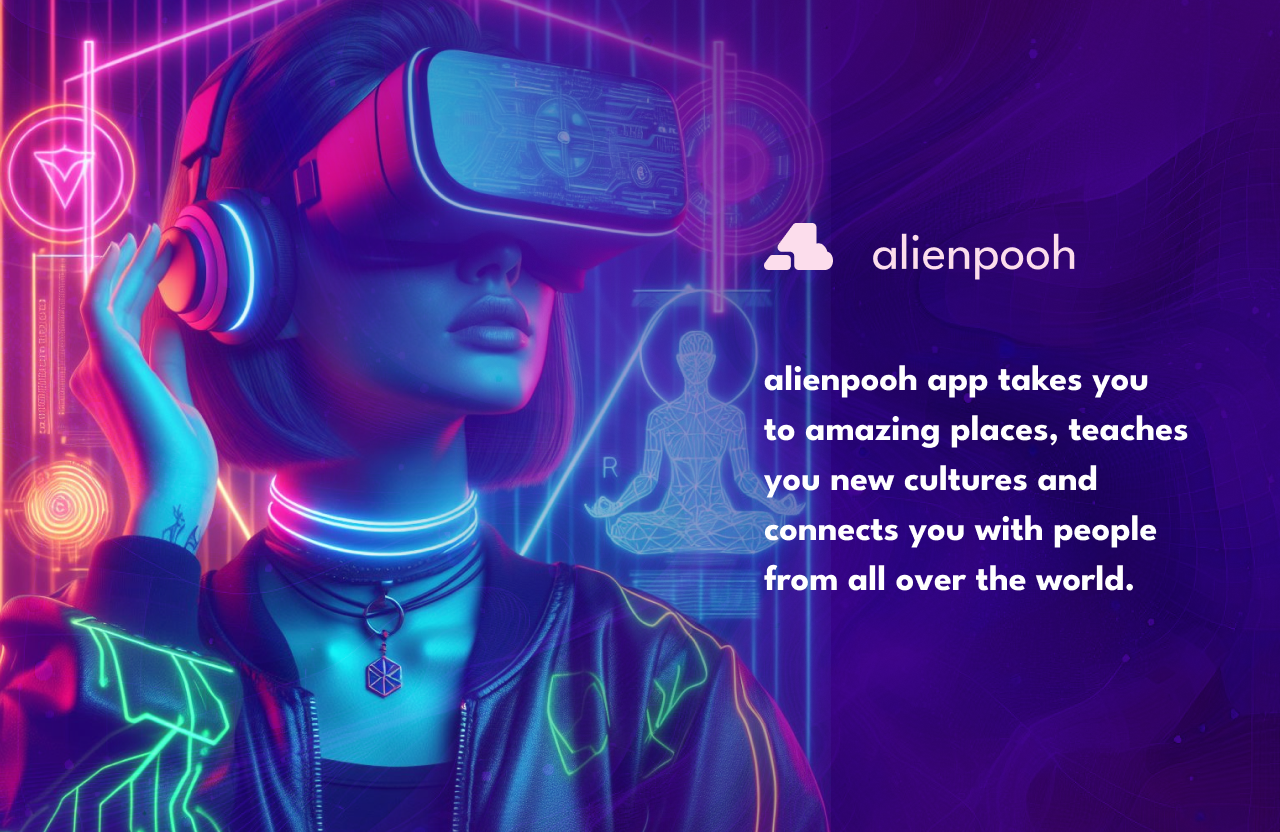 alienpooh
alienpooh app takes you
to amazing places, teaches
you new cultures and
connects you with people
from all over the world.
R